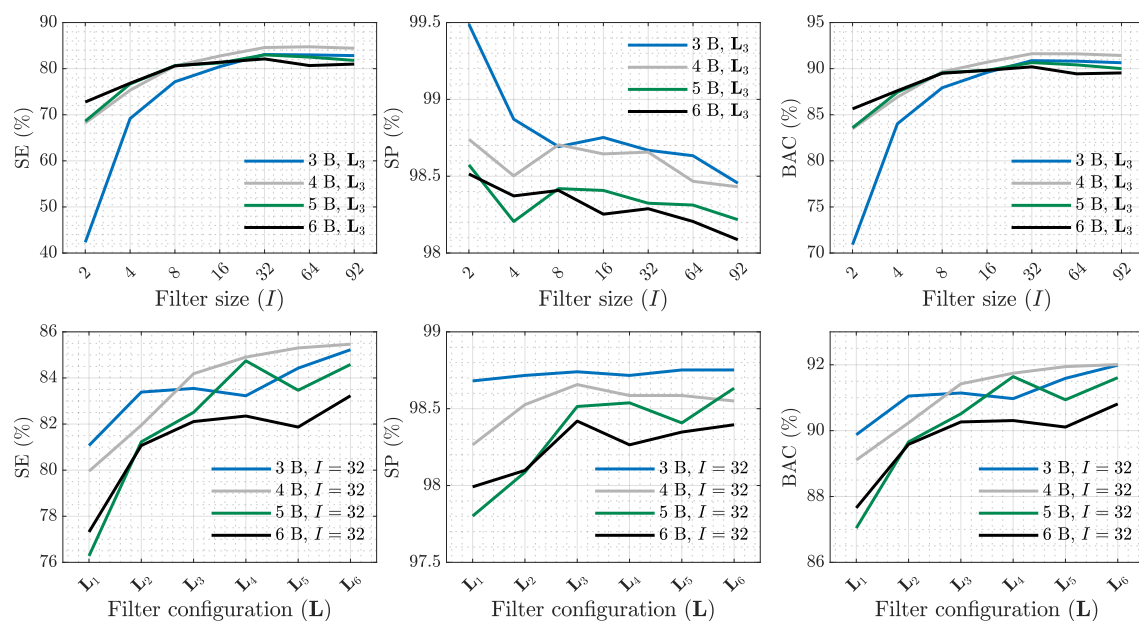 SE (%)
90
80
70
60
50
40
3 B, L₃
4 B, L₃
5 B, L₃
6 B, L₃
2
4
8
16
32
64
92
Filter size (I)
SP (%)
99.5
99
98.5
98
3 B, L₃
4 B, L₃
5 B, L₃
6 B, L₃
2
4
8
16
32
64
92
Filter size (I)
BAC (%)
95
90
85
80
75
70
3 B, L₃
4 B, L₃
5 B, L₃
6 B, L₃
2
4
8
16
32
64
92
Filter size (I)
SE (%)
86
84
82
80
78
76
3 B, I = 32
4 B, I = 32
5 B, I = 32
6 B, I = 32
L₁
L₂
L₃
L₄
L₅
L₆
Filter configuration (L)
SP (%)
99
98.5
98
97.5
3 B, I = 32
4 B, I = 32
5 B, I = 32
6 B, I = 32
L₁
L₂
L₃
L₄
L₅
L₆
Filter configuration (L)
BAC (%)
92
90
88
86
3 B, I = 32
4 B, I = 32
5 B, I = 32
6 B, I = 32
L₁
L₂
L₃
L₄
L₅
L₆
Filter configuration (L)